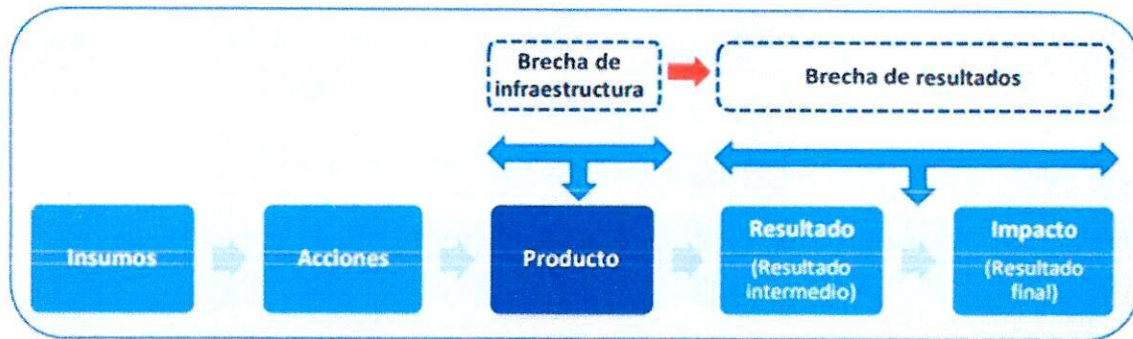 Brecha de
infraestructura
Brecha de resultados
Insumos
Acciones
Producto
Resultado
(Resultado
intermedio)
Impacto
(Resultado
final)